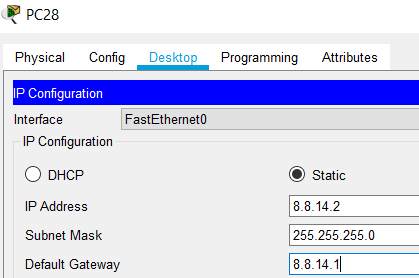 PC28
Physical Config Desktop Programming Attributes
IP Configuration
Interface FastEthernet0
IP Configuration
DHCP Static
IP Address 8.8.14.2
Subnet Mask 255.255.255.0
Default Gateway 8.8.14.1